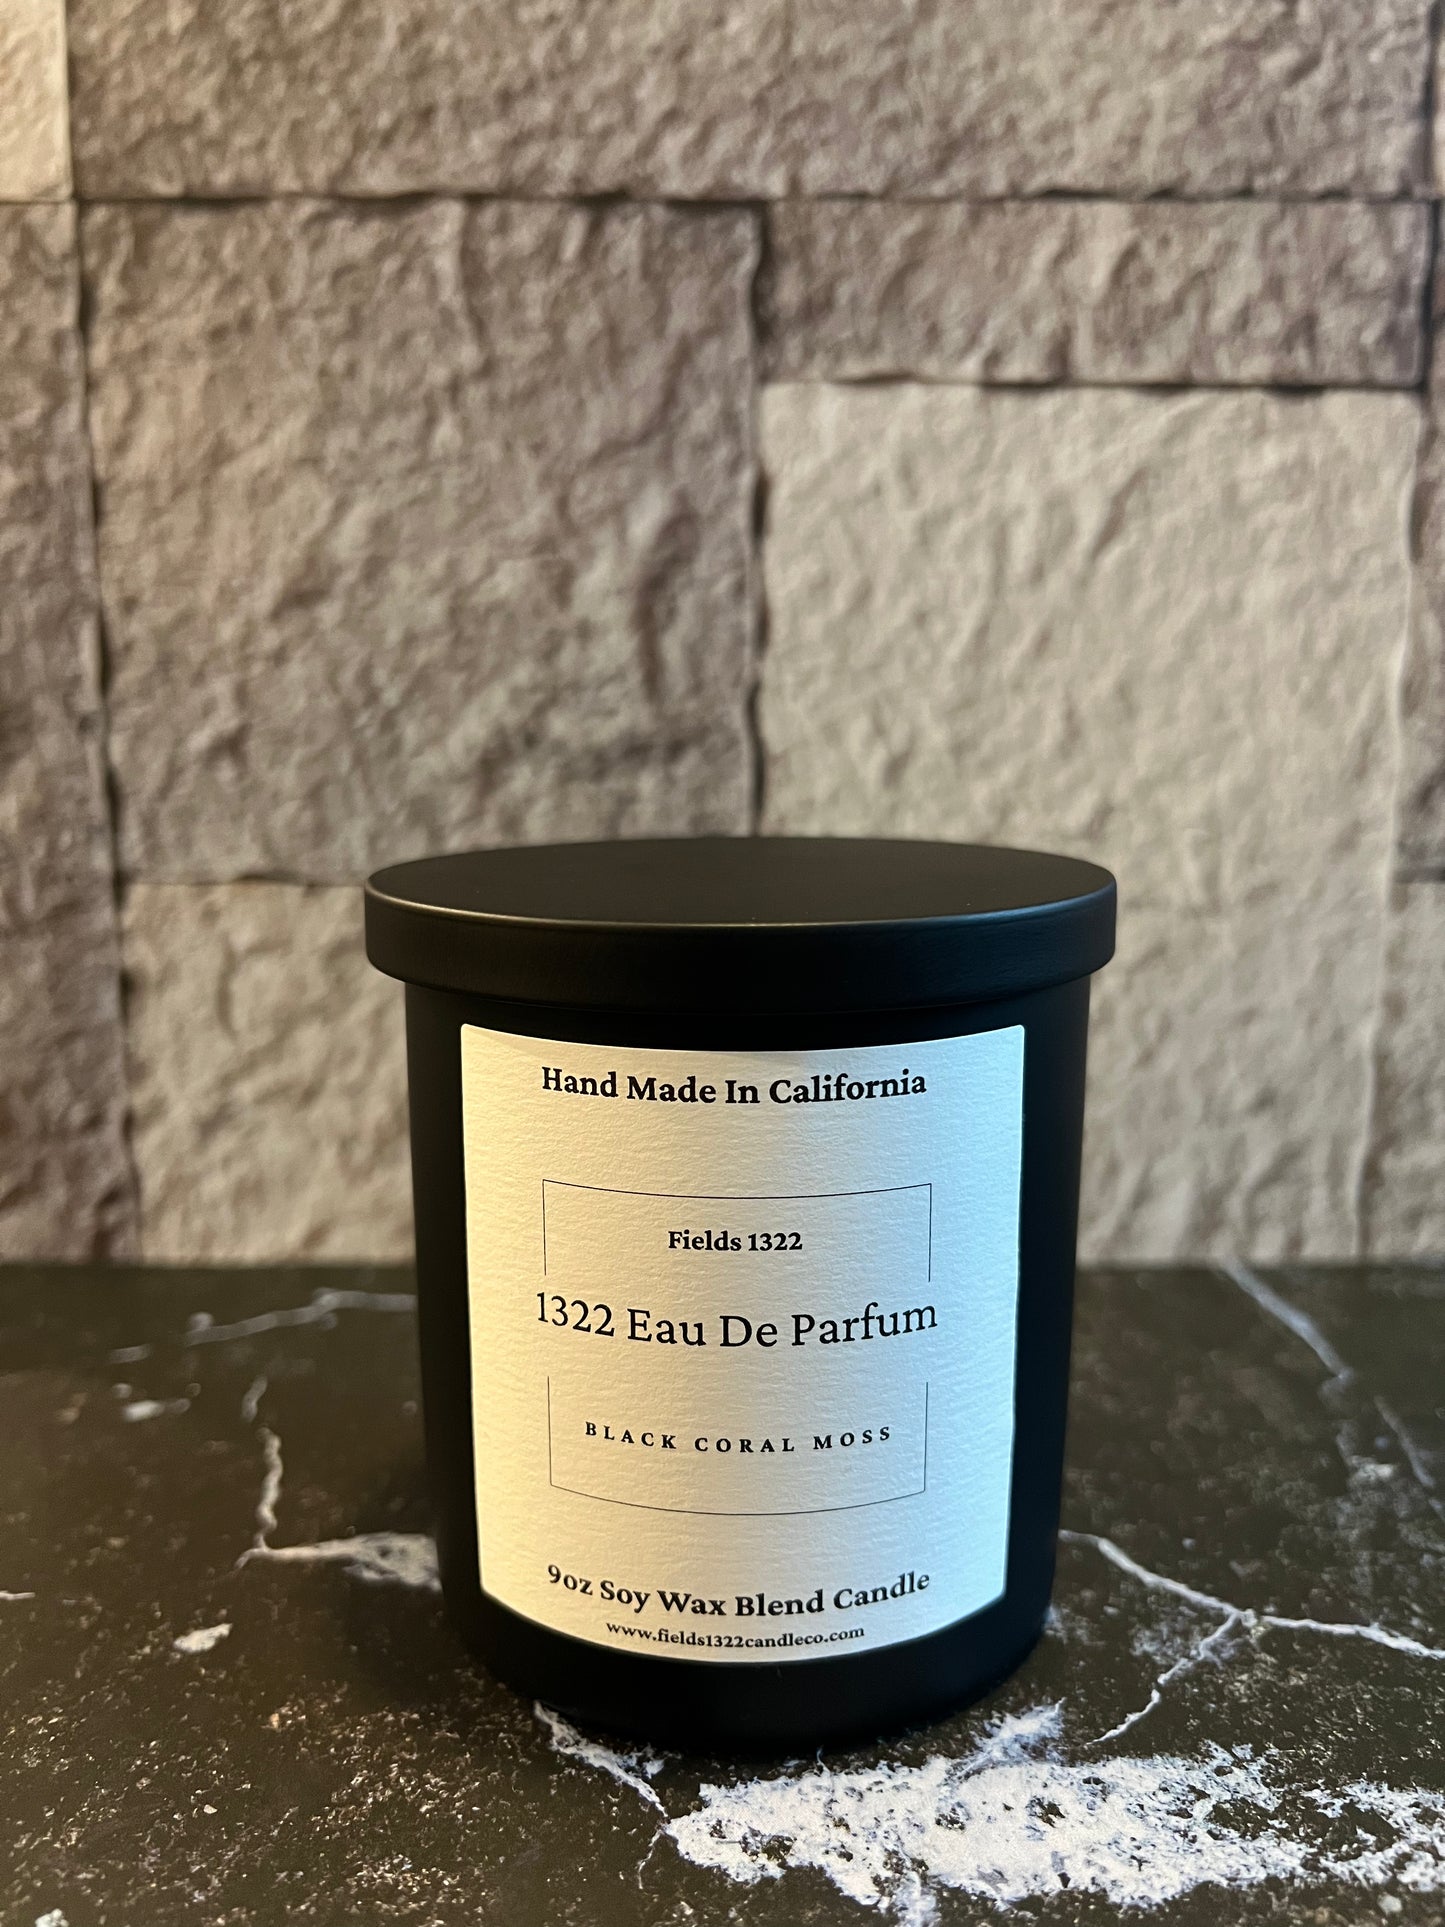 Hand Made In California
Fields 1322
1322 Eau De Parfum
BLACK CORAL MOSS
9oz Soy Wax Blend Candle
www.fields1322candleco.com